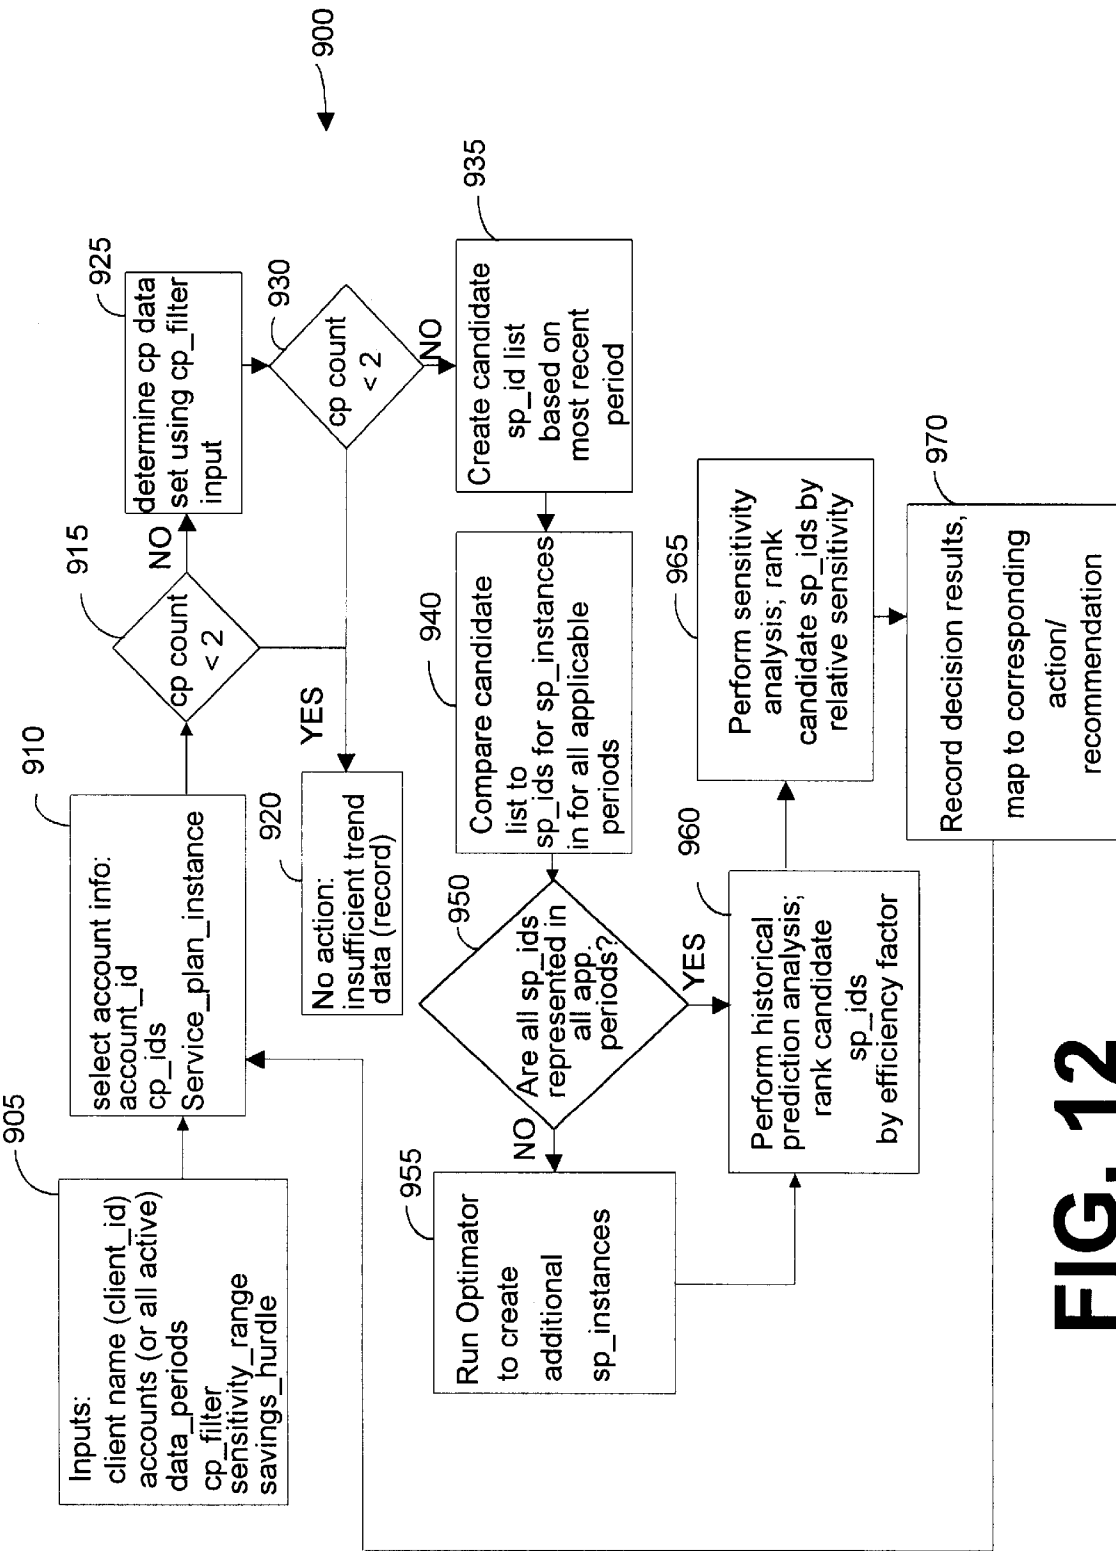 900
905
Inputs:
client name (client_id)
accounts (or all active)
data_periods
cp_filter
sensitivity_range
savings_hurdle
910
select account info:
account_id
cp_ids
Service_plan_instance
915
cp count
< 2
NO
YES
920
No action:
insufficient trend
data (record)
925
determine cp data
set using cp_filter
input
930
cp count
< 2
NO
935
Create candidate
sp_id list
based on
most recent
period
940
Compare candidate
list to
sp_ids for sp_instances
in for all applicable
periods
950
Are all sp_ids
represented in
all app.
periods?
NO
YES
955
Run Optimator
to create
additional
sp_instances
960
Perform historical
prediction analysis;
rank candidate
sp_ids
by efficiency factor
965
Perform sensitivity
analysis; rank
candidate sp_ids by
relative sensitivity
970
Record decision results,
map to corresponding
action/
recommendation
FIG. 12